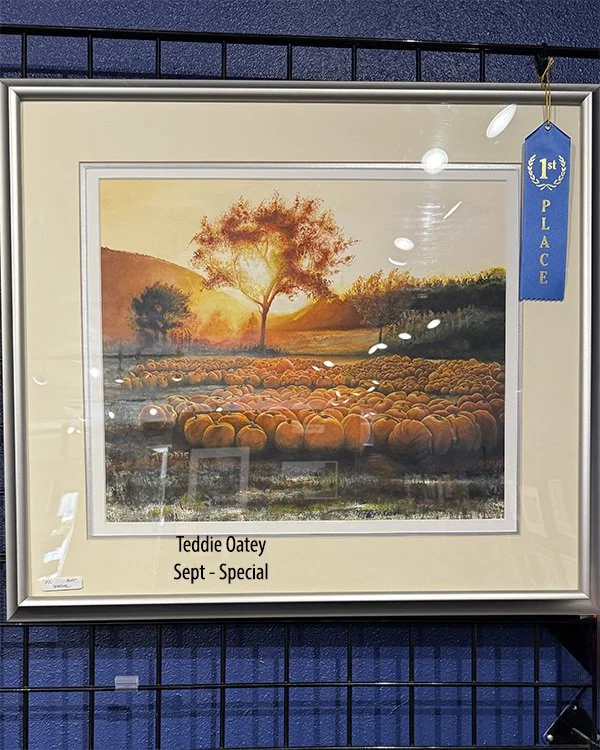 1st
PLACE
Teddie Oatey
Sept - Special